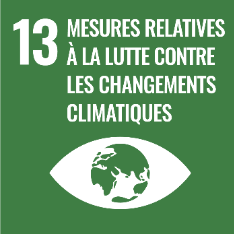 13 MESURES RELATIVES
À LA LUTTE CONTRE
LES CHANGEMENTS
CLIMATIQUES